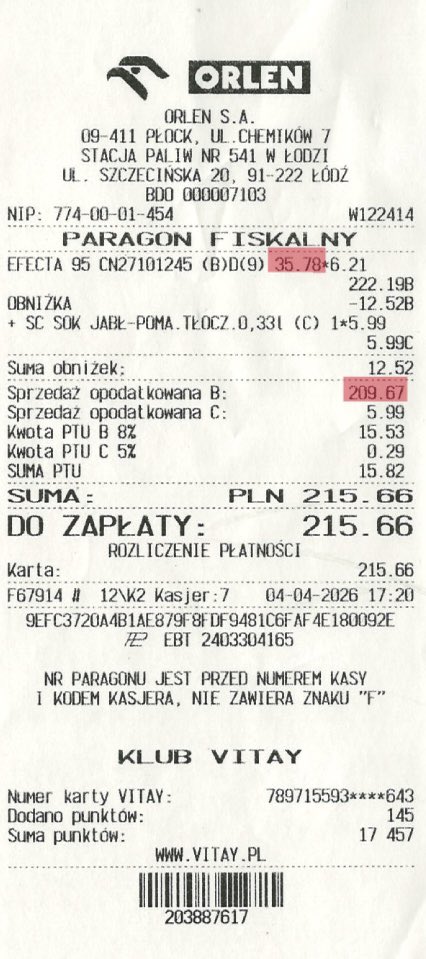 ORLEN
ORLEN S.A.
09-411 PŁOCK, UL.CHEMIKÓW 7
STACJA PALIW NR 541 W ŁODZI
UL. SZCZECIŃSKA 20, 91-222 ŁÓDŹ
BDO 000007103
NIP: 774-00-01-454 W122414
PARAGON FISKALNY
EFECTA 95 CN27101245 (B)D(9) 35.78*6.21
222.19B
OBNIŻKA -12.52B
+ SC SOK JABŁ-POMA.TŁOCZ.0,33l (C) 1*5.99
5.99C
Suma obniżek: 12.52
Sprzedaż opodatkowana B: 209.67
Sprzedaż opodatkowana C: 5.99
Kwota PTU B 8% 15.53
Kwota PTU C 5% 0.29
SUMA PTU 15.82
SUMA: PLN 215.66
DO ZAPŁATY: 215.66
ROZLICZENIE PŁATNOŚCI
Karta: 215.66
F67914 # 12\K2 Kasjer:7 04-04-2026 17:20
9EFC3720A4B1AE879F8FDF9481C6FAF4E180092E
EBT 2403304165
NR PARAGONU JEST PRZED NUMEREM KASY
I KODEM KASJERA, NIE ZAWIERA ZNAKU "F"
KLUB VITAY
Numer karty VITAY: 789715593****643
Dodano punktów: 145
Suma punktów: 17 457
WWW.VITAY.PL
203887617